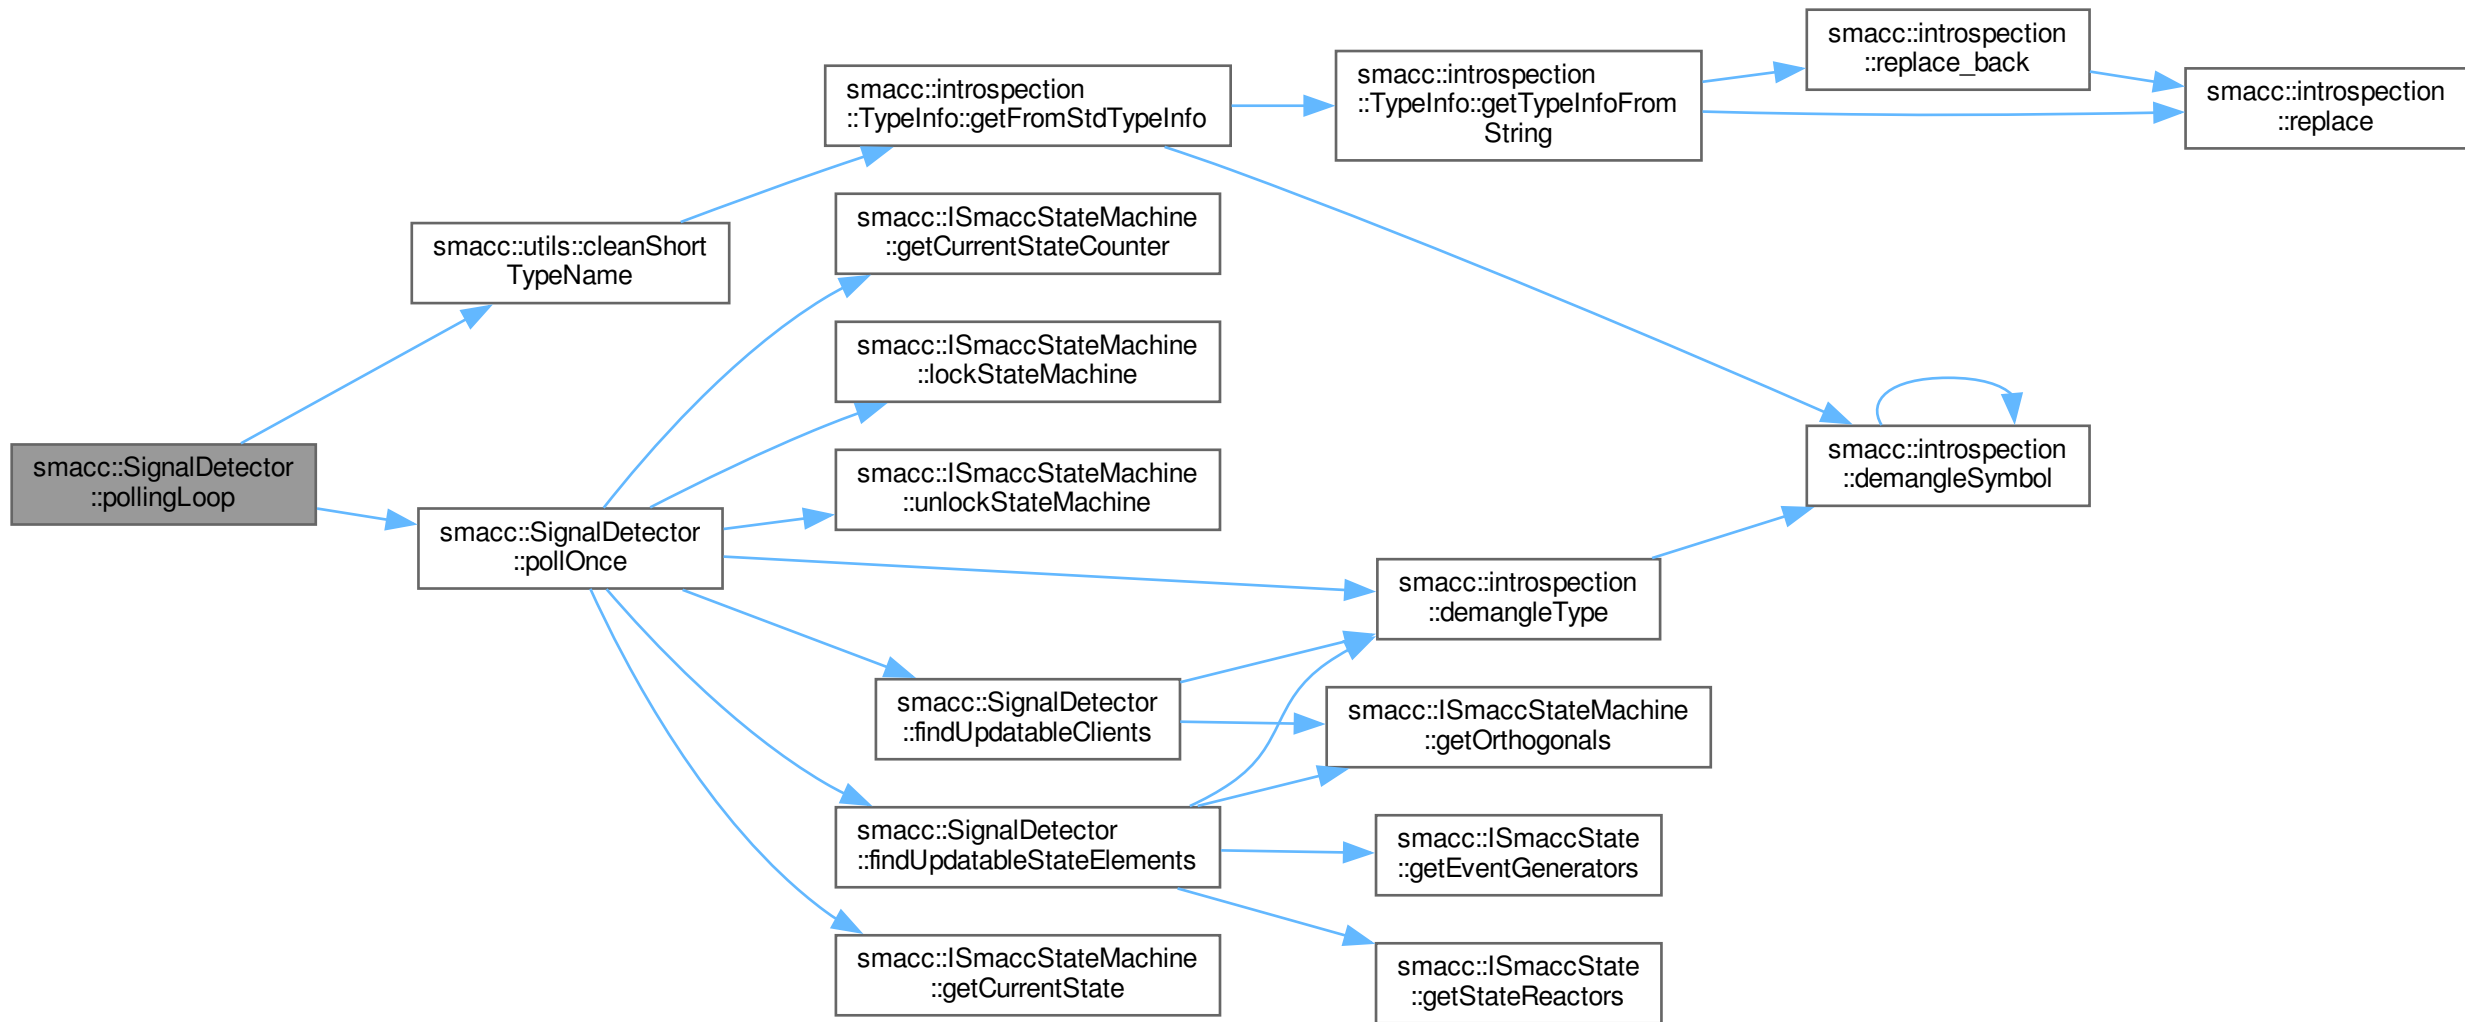 smacc::SignalDetector
::pollingLoop
smacc::utils::cleanShort
TypeName
smacc::SignalDetector
::pollOnce
smacc::introspection
::TypeInfo::getFromStdTypeInfo
smacc::ISmaccStateMachine
::getCurrentStateCounter
smacc::ISmaccStateMachine
::lockStateMachine
smacc::ISmaccStateMachine
::unlockStateMachine
smacc::SignalDetector
::findUpdatableClients
smacc::SignalDetector
::findUpdatableStateElements
smacc::ISmaccStateMachine
::getCurrentState
smacc::introspection
::TypeInfo::getTypeInfoFrom
String
smacc::introspection
::demangleType
smacc::ISmaccStateMachine
::getOrthogonals
smacc::ISmaccState
::getEventGenerators
smacc::ISmaccState
::getStateReactors
smacc::introspection
::replace_back
smacc::introspection
::demangleSymbol
smacc::introspection
::replace